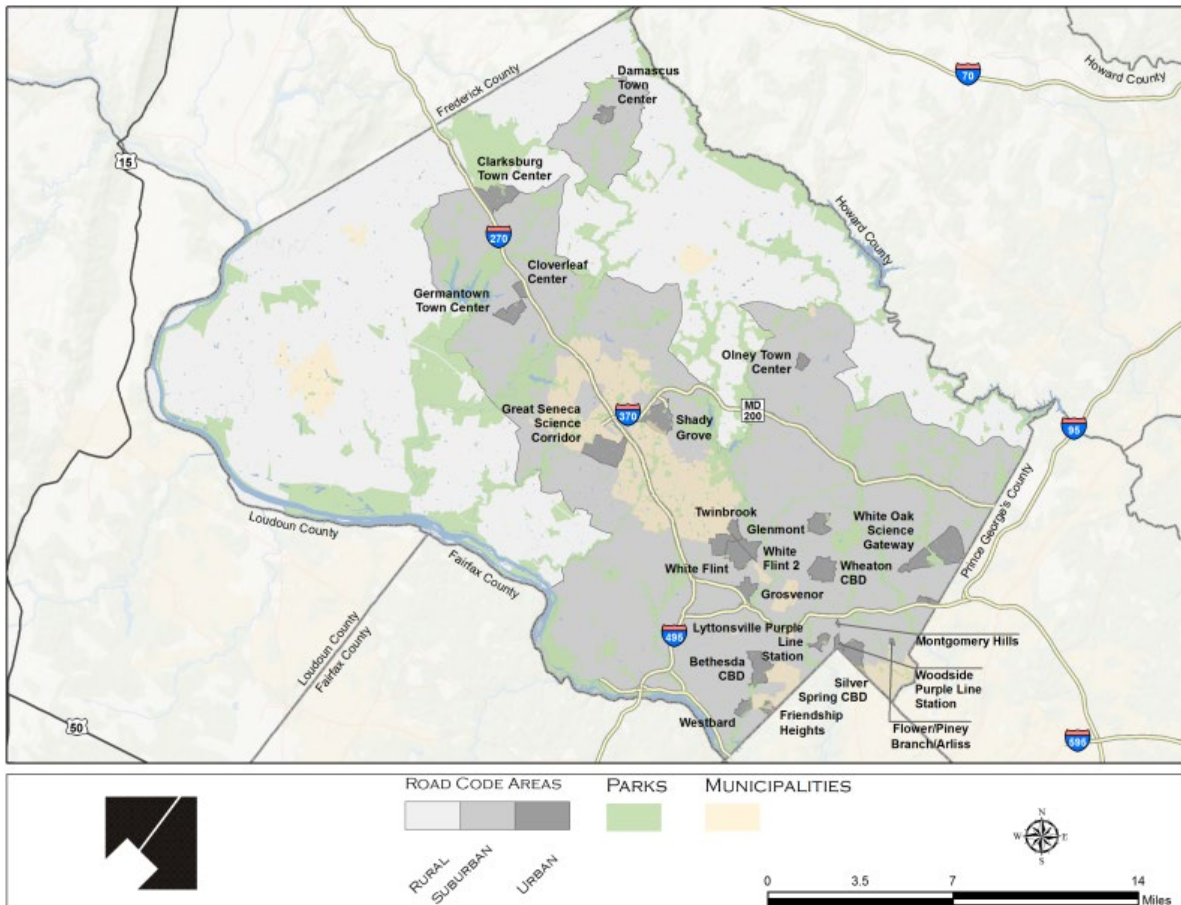 Damascus
Town
Center
70
Howard County
Frederick County
15
Clarksburg
Town Center
Howard County
270
Cloverleaf
Center
Germantown
Town Center
Olney Town
Center
Great Seneca
Science
Corridor
370
Shady
Grove
MD
200
95
Loudoun County
Fairfax County
Twinbrook
Glenmont
White Oak
Science
Gateway
Prince George's County
White Flint
White
Flint 2
Wheaton
CBD
Grosvenor
495
Lyttonsville Purple
Line
Station
Montgomery Hills
Loudoun County
Fairfax County
Bethesda
CBD
Silver
Spring CBD
Woodside
Purple Line
Station
Westbard
Friendship
Heights
Flower/Piney
Branch/Arliss
50
595
ROAD CODE AREAS
PARKS
MUNICIPALITIES
RURAL
SUBURBAN
URBAN
N
W
E
S
0
3.5
7
14
Miles